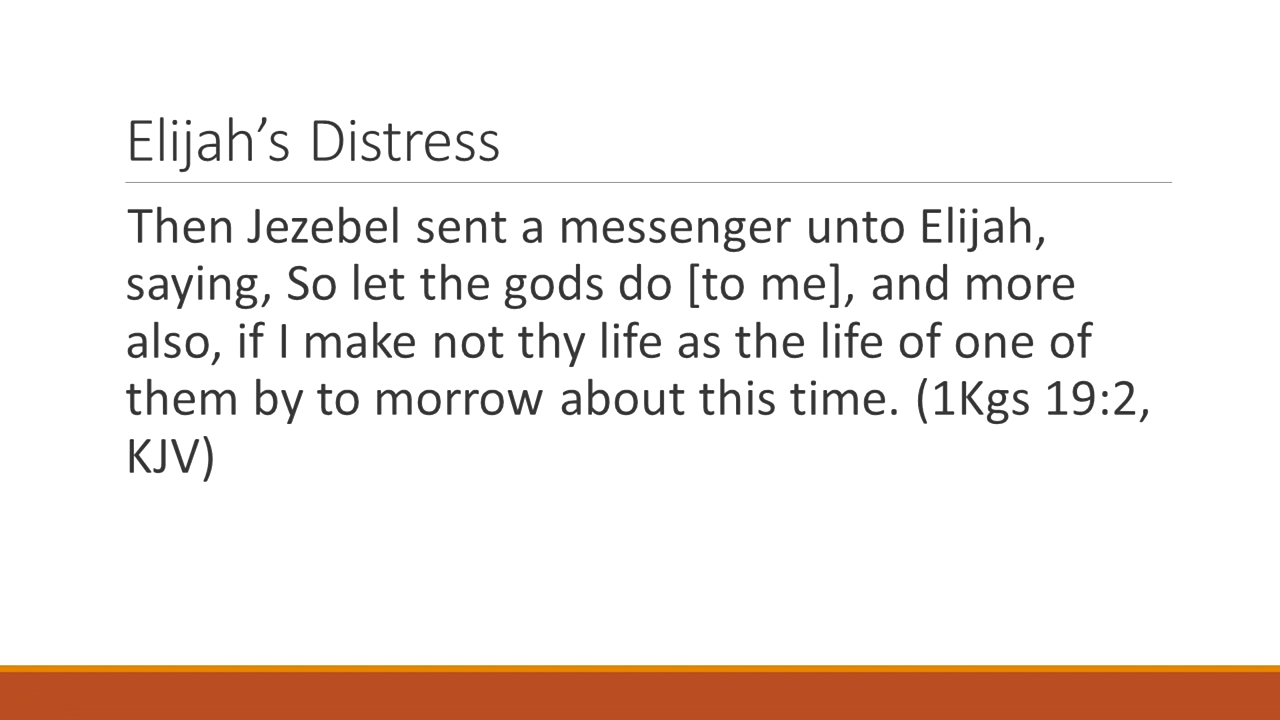 Elijah’s Distress
Then Jezebel sent a messenger unto Elijah,
saying, So let the gods do [to me], and more
also, if I make not thy life as the life of one of
them by to morrow about this time. (1Kgs 19:2,
KJV)